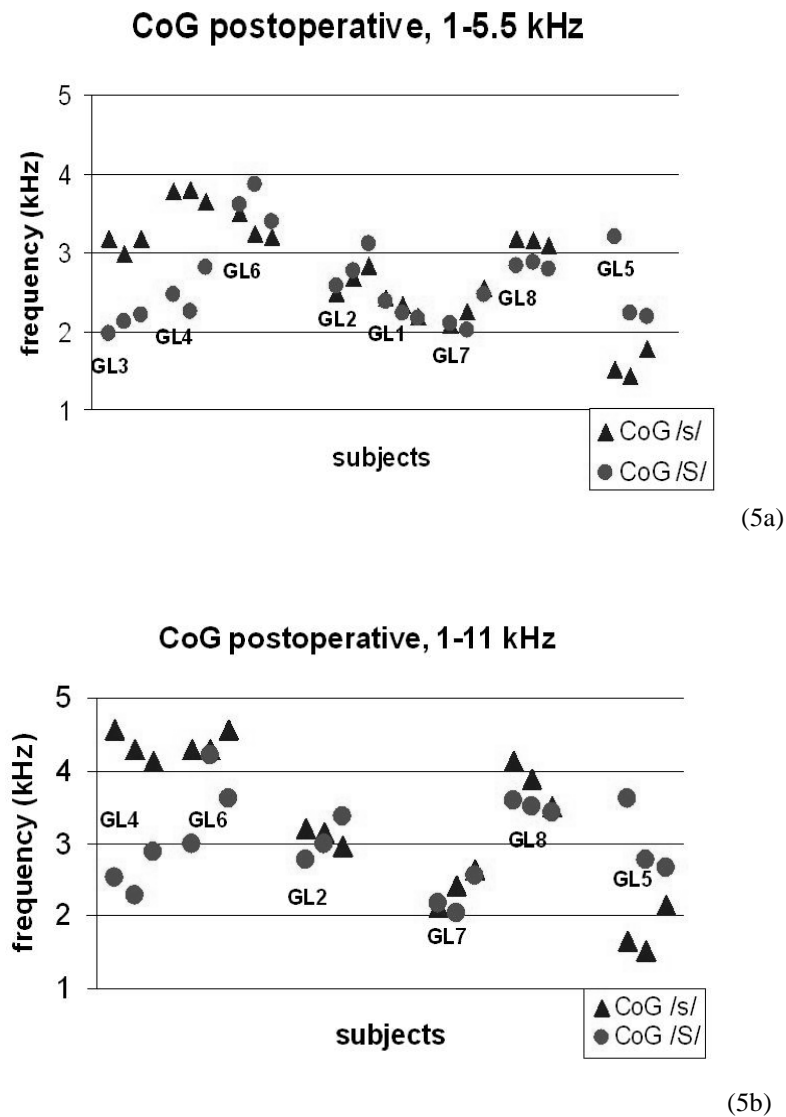 CoG postoperative, 1-5.5 kHz
5
4
3
2
1
frequency (kHz)
GL3
GL4
GL6
GL2
GL1
GL7
GL8
GL5
subjects
CoG /s/
CoG /S/
(5a)
CoG postoperative, 1-11 kHz
5
4
3
2
1
frequency (kHz)
GL4
GL6
GL2
GL7
GL8
GL5
subjects
CoG /s/
CoG /S/
(5b)